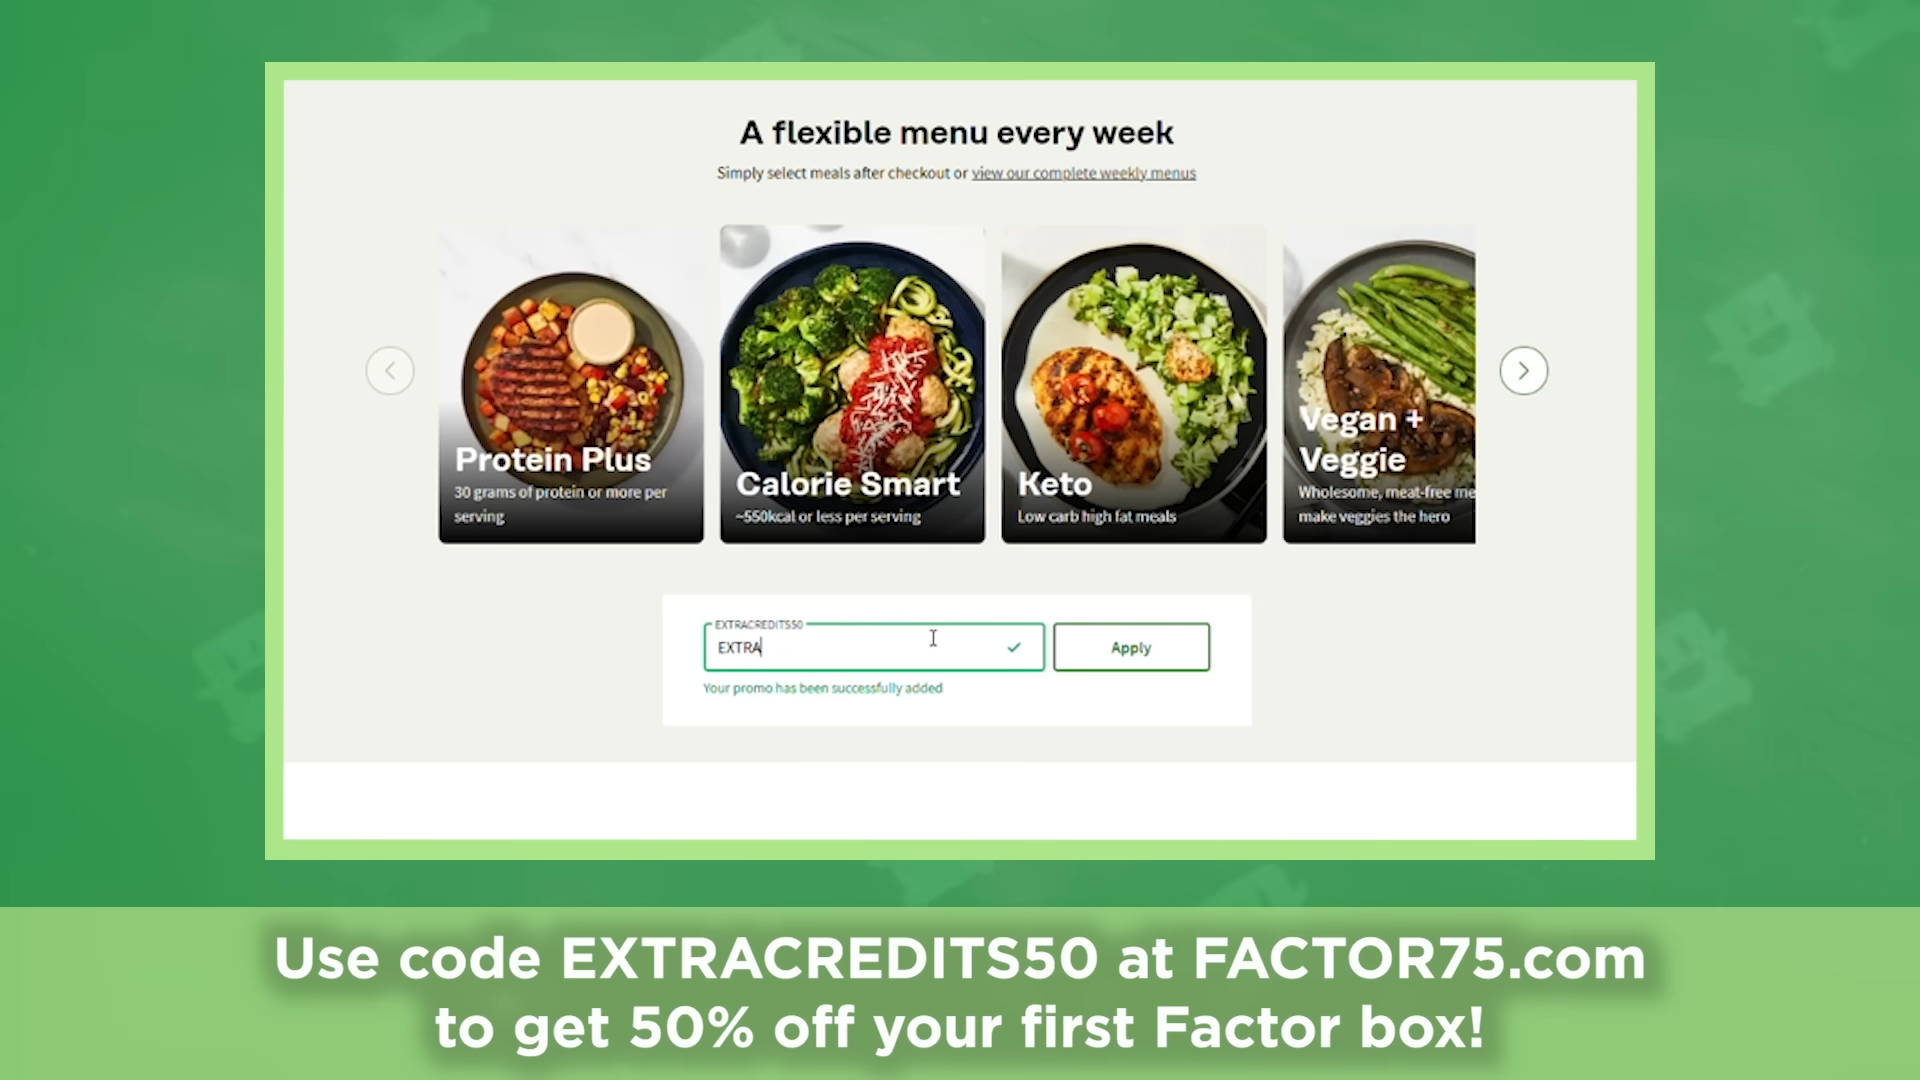 A flexible menu every week
Simply select meals after checkout or view our complete weekly menus
Protein Plus
30 grams of protein or more per
serving
Calorie Smart
~550kcal or less per serving
Keto
Low carb high fat meals
Vegan +
Veggie
Wholesome, meat-free me
make veggies the hero
EXTRACREDITS50
EXTRA
Apply
Your promo has been successfully added
Use code EXTRACREDITS50 at FACTOR75.com
to get 50% off your first Factor box!